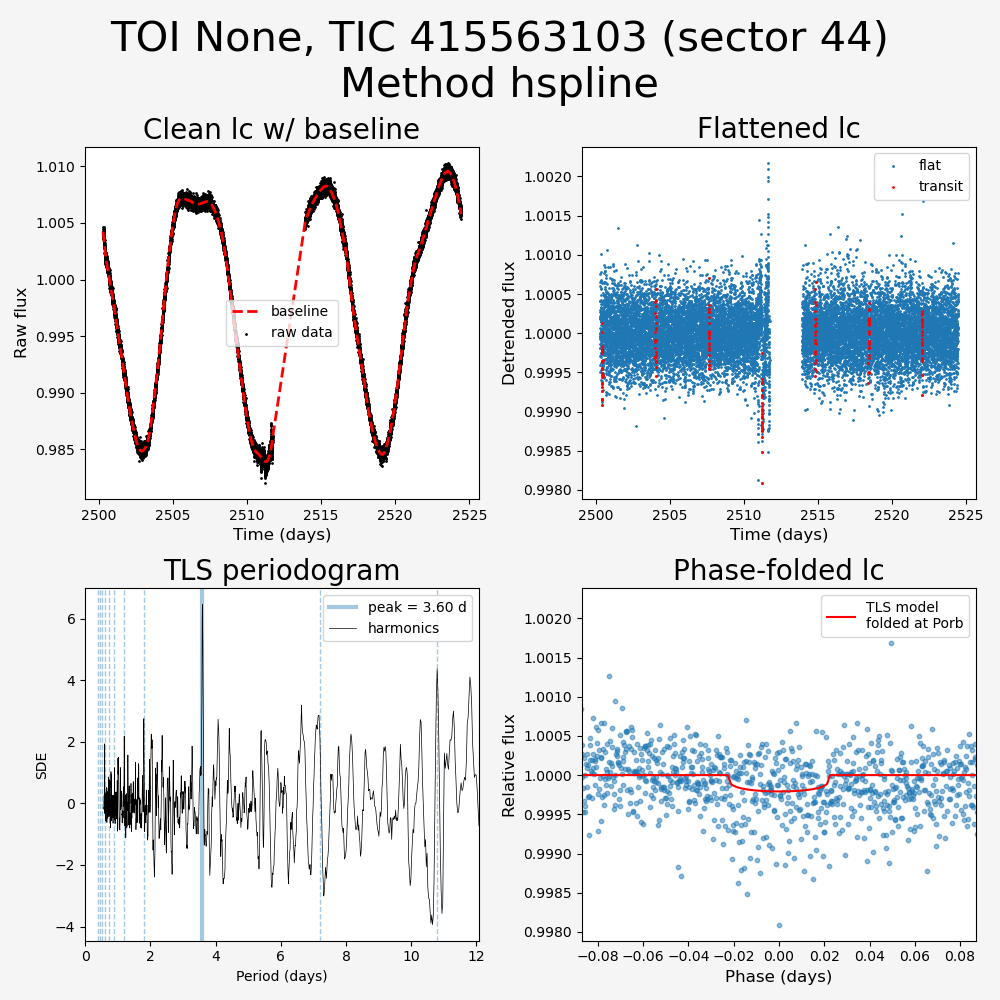 TOI None, TIC 415563103 (sector 44)
Method hspline
Clean lc w/ baseline
Raw flux
1.010
1.005
1.000
0.995
0.990
0.985
baseline
raw data
2500
2505
2510
2515
2520
2525
Time (days)
Flattened lc
Detrended flux
1.0020
1.0015
1.0010
1.0005
1.0000
0.9995
0.9990
0.9985
0.9980
flat
transit
2500
2505
2510
2515
2520
2525
Time (days)
TLS periodogram
SDE
6
4
2
0
−2
−4
peak = 3.60 d
harmonics
0
2
4
6
8
10
12
Period (days)
Phase-folded lc
Relative flux
1.0020
1.0015
1.0010
1.0005
1.0000
0.9995
0.9990
0.9985
0.9980
TLS model
folded at Porb
−0.08
−0.06
−0.04
−0.02
0.00
0.02
0.04
0.06
0.08
Phase (days)